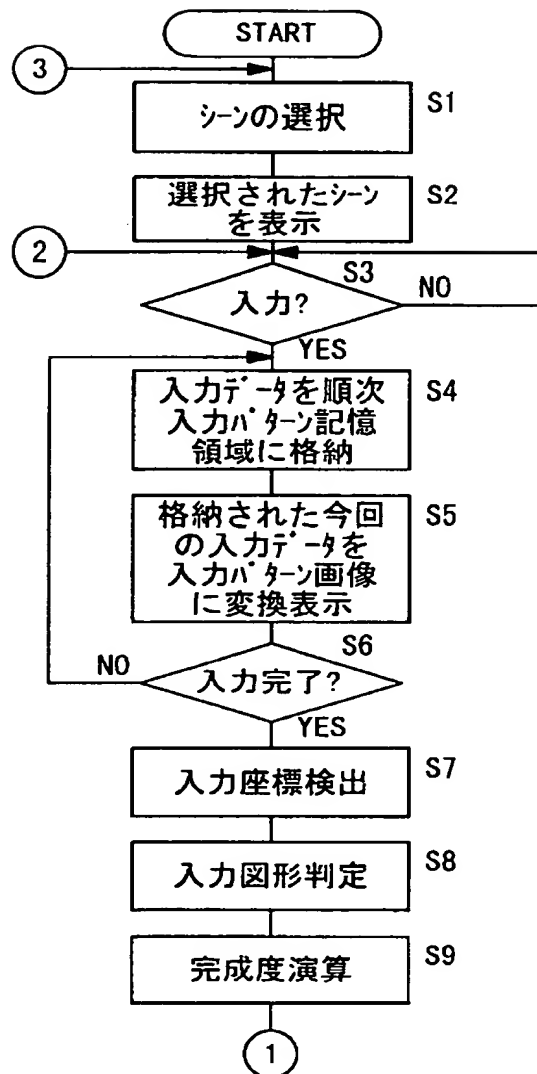 START
3
シーンの選択
S1
選択されたシーン
を表示
S2
2
S3
入力?
NO
YES
入力データを順次
入力パターン記憶
領域に格納
S4
格納された今回
の入力データを
入力パターン画像
に変換表示
S5
S6
NO
入力完了?
YES
入力座標検出
S7
入力図形判定
S8
完成度演算
S9
1